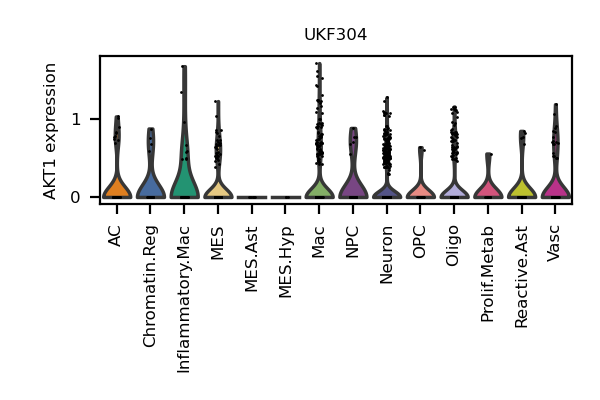 UKF304
AKT1 expression
1
0
AC
Chromatin.Reg
Inflammatory.Mac
MES
MES.Ast
MES.Hyp
Mac
NPC
Neuron
OPC
Oligo
Prolif.Metab
Reactive.Ast
Vasc